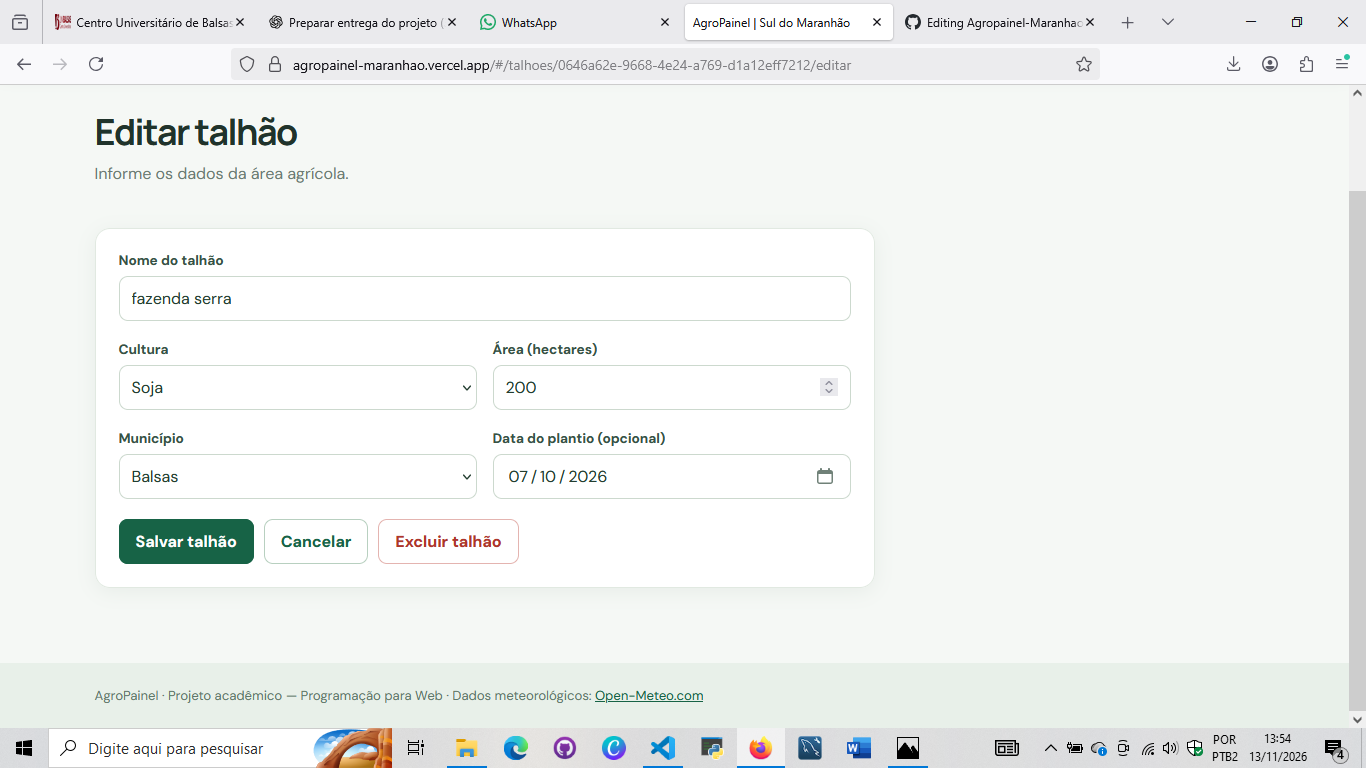 Centro Universitário de Balsas
Preparar entrega do projeto (
WhatsApp
AgroPainel | Sul do Maranhão
Editing Agropainel-Maranhao
agropainel-maranhao.vercel.app/#/talhoes/0646a62e-9668-4e24-a769-d1a12eff7212/editar
Editar talhão
Informe os dados da área agrícola.
Nome do talhão
fazenda serra
Cultura
Área (hectares)
Soja
200
Município
Data do plantio (opcional)
Balsas
07 / 10 / 2026
Salvar talhão
Cancelar
Excluir talhão
AgroPainel · Projeto acadêmico — Programação para Web · Dados meteorológicos: Open-Meteo.com
Digite aqui para pesquisar
POR
PTB2
13:54
13/11/2026
4